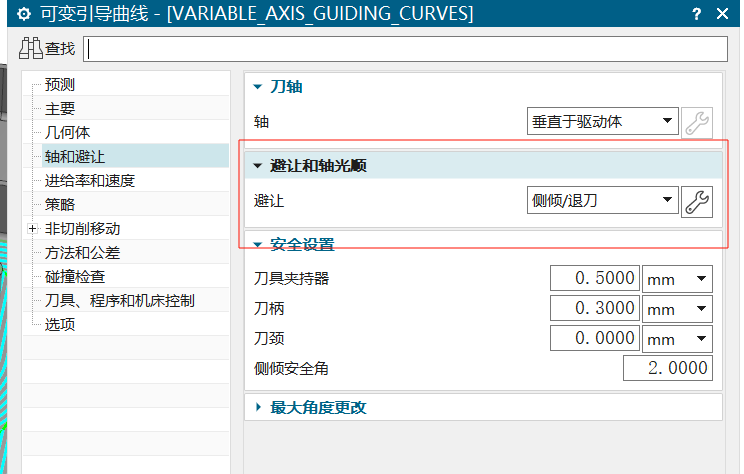 可变引导曲线 - [VARIABLE_AXIS_GUIDING_CURVES]
查找
预测
主要
几何体
轴和避让
进给率和速度
策略
非切削移动
方法和公差
碰撞检查
刀具、程序和机床控制
选项
刀轴
轴 垂直于驱动体
避让和轴光顺
避让 侧倾/退刀
安全设置
刀具夹持器 0.5000 mm
刀柄 0.3000 mm
刀颈 0.0000 mm
侧倾安全角 2.0000
最大角度更改